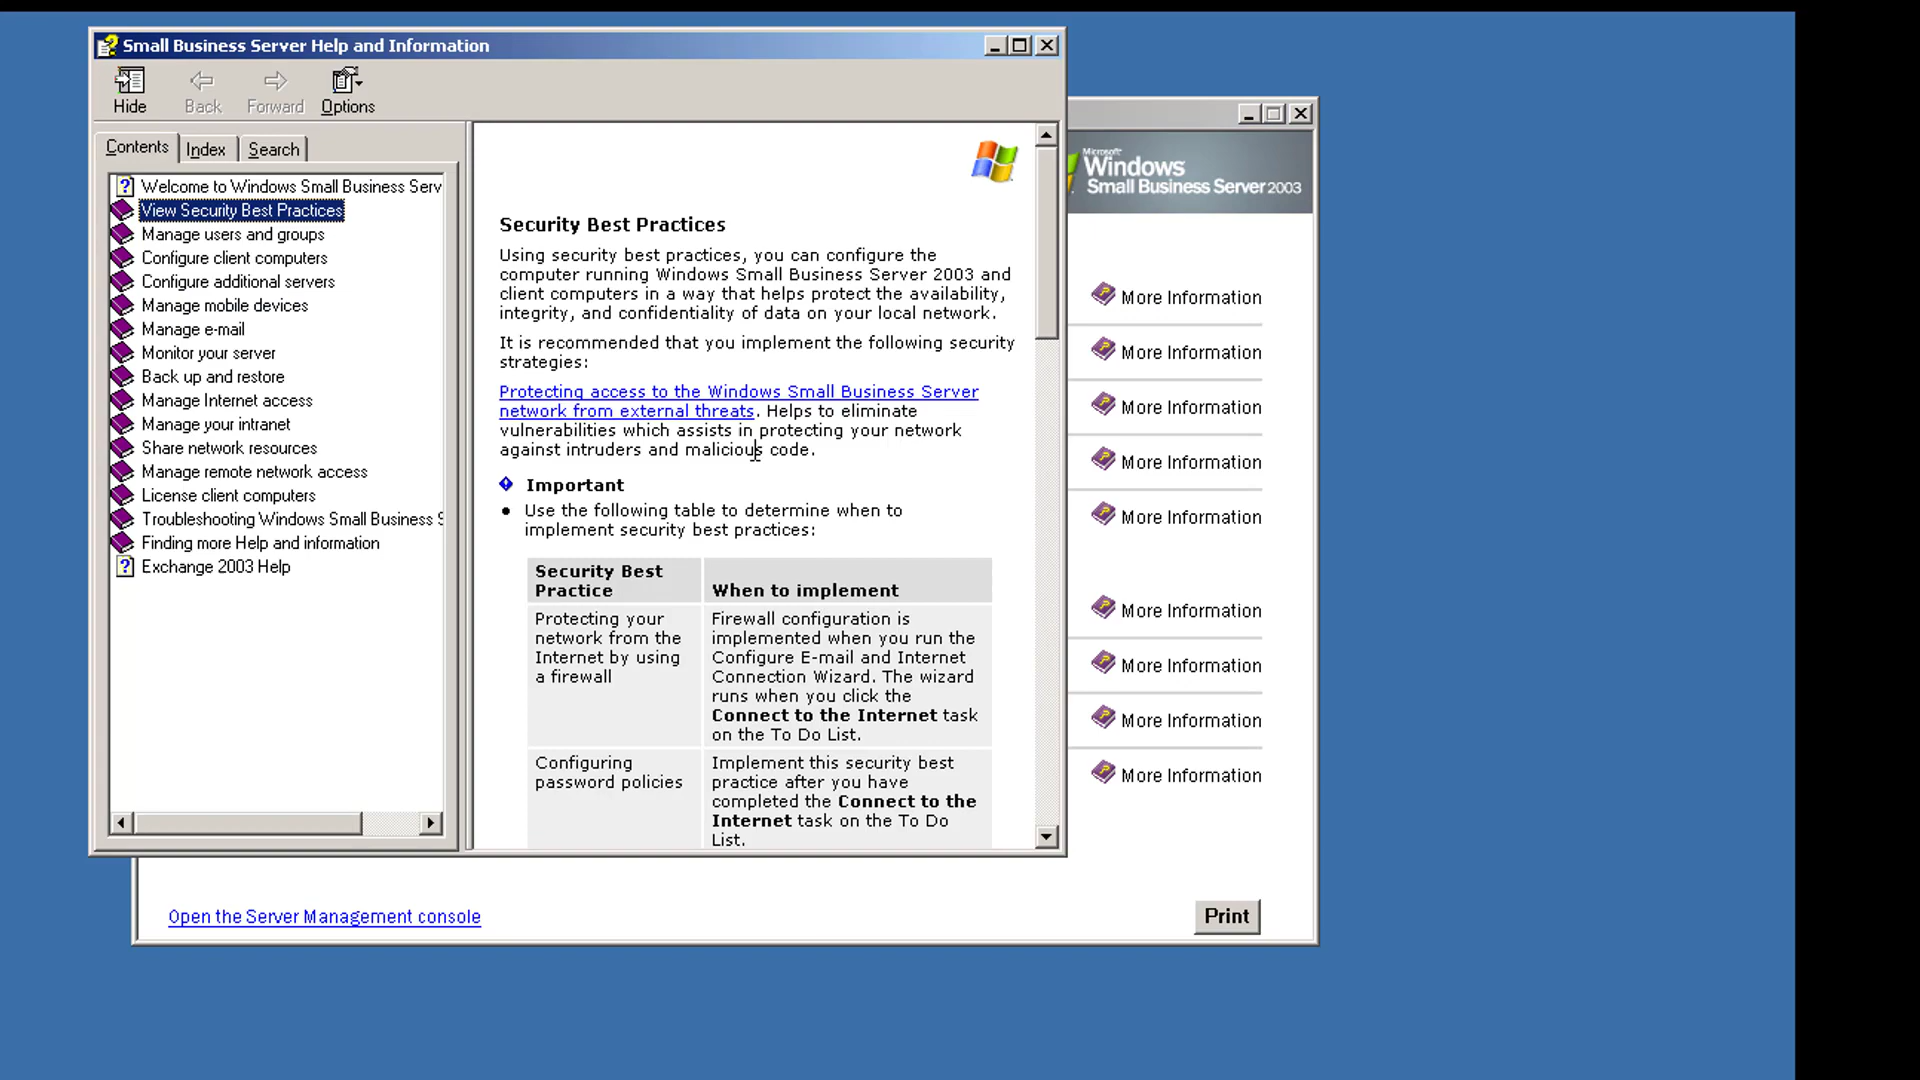 Small Business Server Help and Information
Hide
Back
Forward
Options
Contents
Index
Search
Welcome to Windows Small Business Serv
View Security Best Practices
Manage users and groups
Configure client computers
Configure additional servers
Manage mobile devices
Manage e-mail
Monitor your server
Back up and restore
Manage Internet access
Manage your intranet
Share network resources
Manage remote network access
License client computers
Troubleshooting Windows Small Business S
Finding more Help and information
Exchange 2003 Help
Security Best Practices
Using security best practices, you can configure the
computer running Windows Small Business Server 2003 and
client computers in a way that helps protect the availability,
integrity, and confidentiality of data on your local network.
It is recommended that you implement the following security
strategies:
Protecting access to the Windows Small Business Server
network from external threats. Helps to eliminate
vulnerabilities which assists in protecting your network
against intruders and malicious code.
Important
Use the following table to determine when to
implement security best practices:
Security Best
Practice
When to implement
Protecting your
network from the
Internet by using
a firewall
Firewall configuration is
implemented when you run the
Configure E-mail and Internet
Connection Wizard. The wizard
runs when you click the
Connect to the Internet task
on the To Do List.
Configuring
password policies
Implement this security best
practice after you have
completed the Connect to the
Internet task on the To Do
List.
Microsoft
Windows
Small Business Server 2003
More Information
More Information
More Information
More Information
More Information
More Information
More Information
More Information
More Information
Open the Server Management console
Print